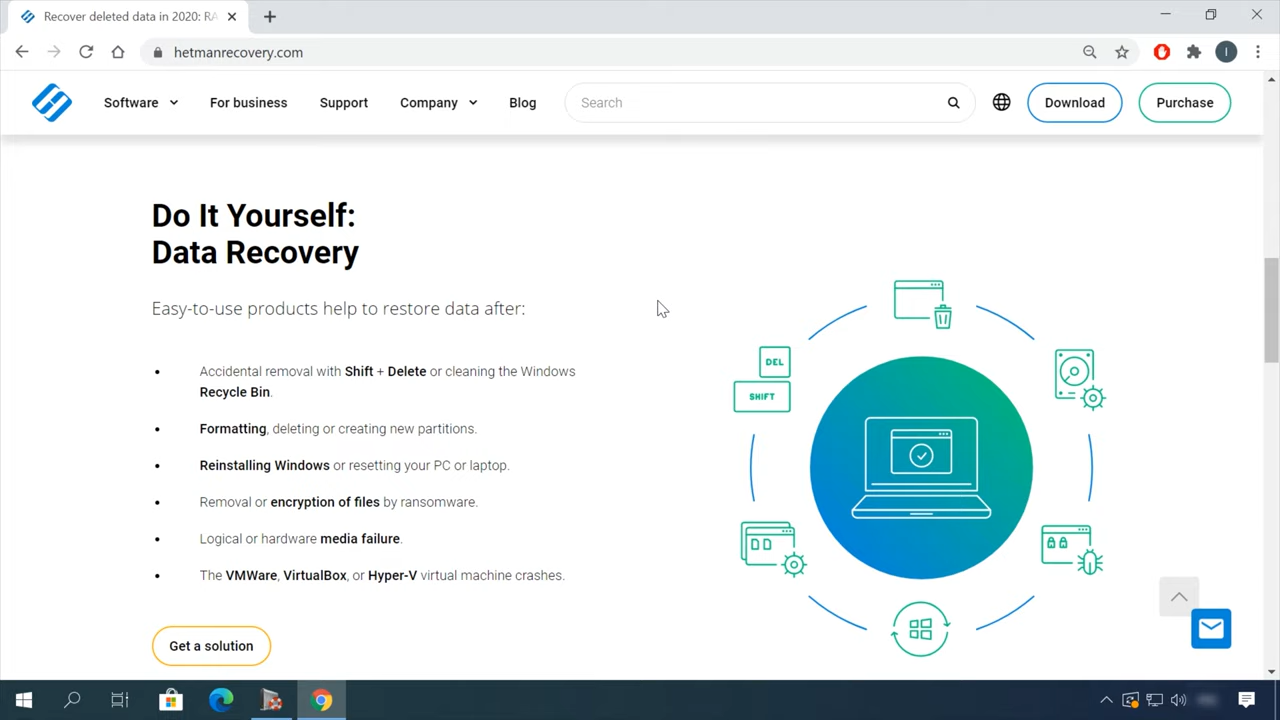 Recover deleted data in 2020: RA
hetmanrecovery.com
I
Software For business Support Company Blog Search Download Purchase
Do It Yourself:
Data Recovery
Easy-to-use products help to restore data after:
DEL
SHIFT
• Accidental removal with Shift + Delete or cleaning the Windows
Recycle Bin.
• Formatting, deleting or creating new partitions.
• Reinstalling Windows or resetting your PC or laptop.
• Removal or encryption of files by ransomware.
• Logical or hardware media failure.
• The VMWare, VirtualBox, or Hyper-V virtual machine crashes.
Get a solution